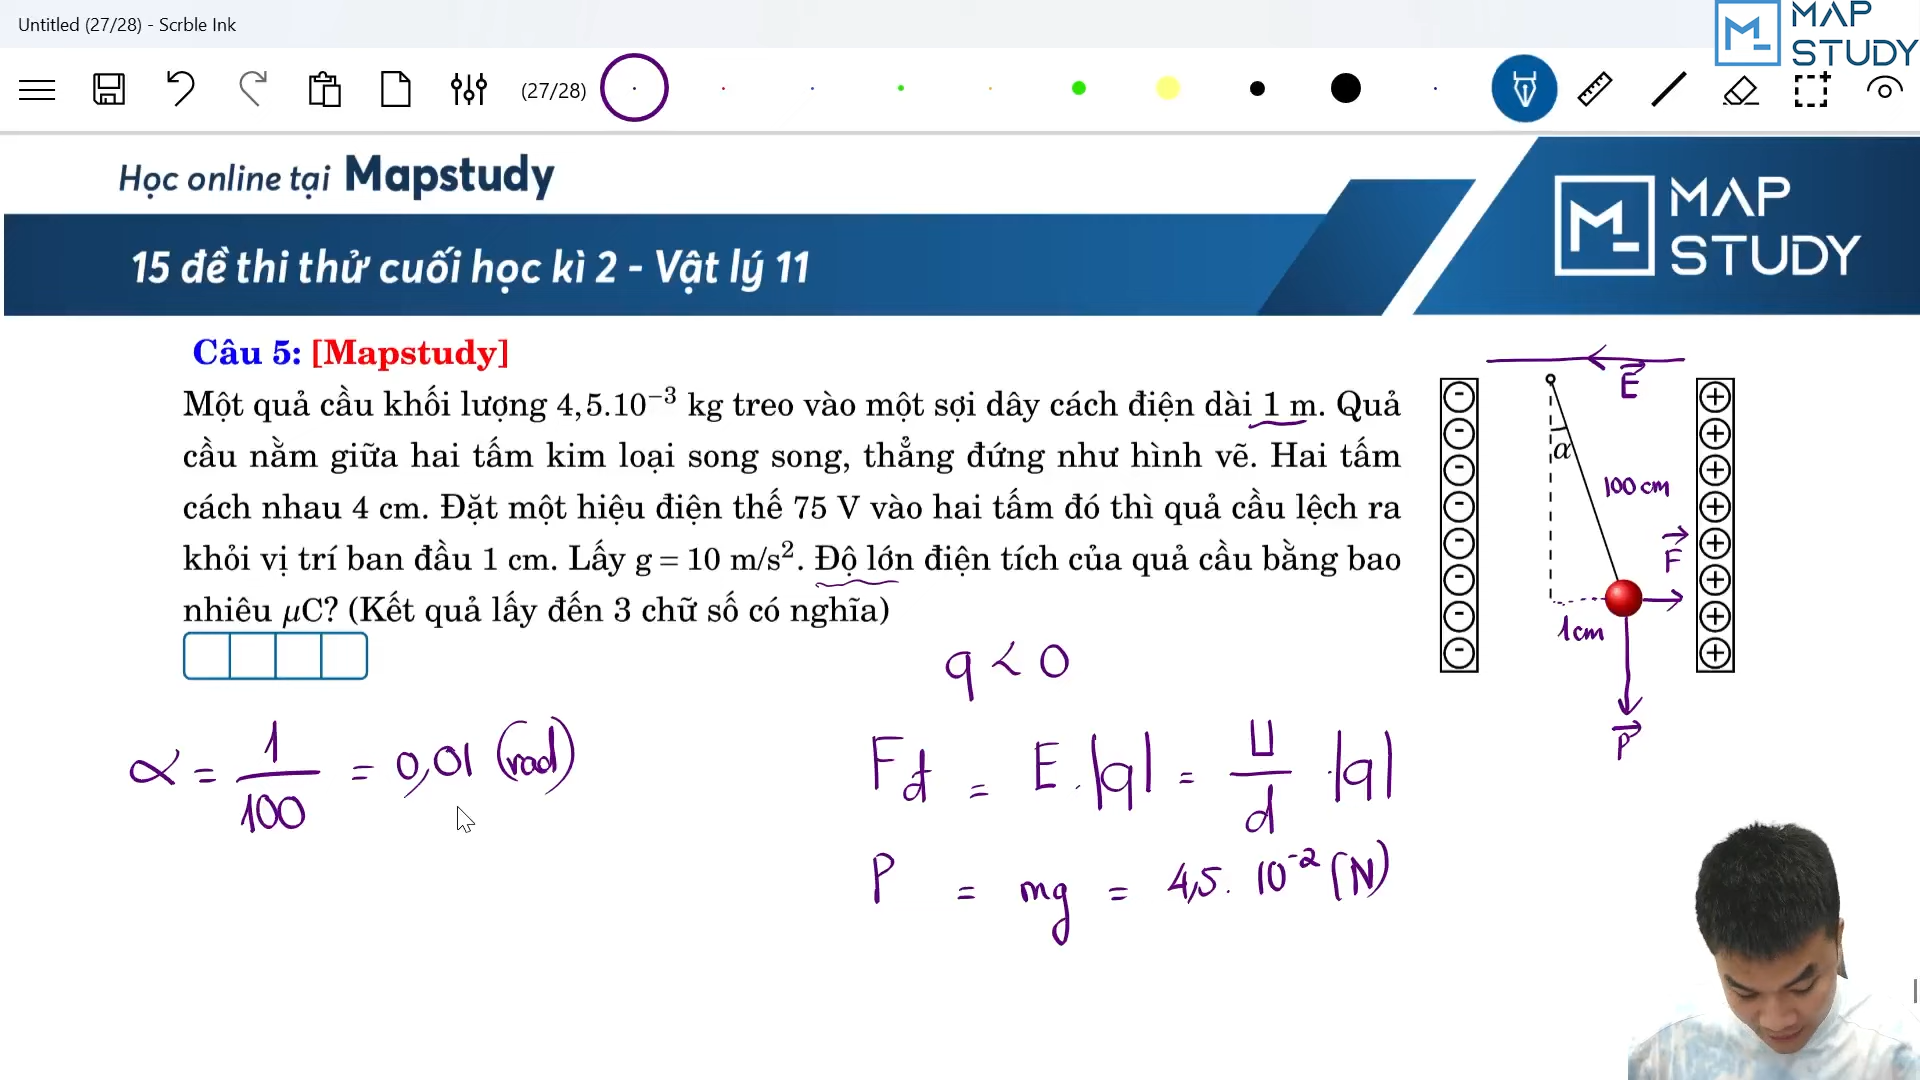 Untitled (27/28) - Scrble Ink
MAP
STUDY
(27/28)
Học online tại Mapstudy
15 đề thi thử cuối học kì 2 - Vật lý 11
MAP
STUDY
Câu 5: [Mapstudy]
Một quả cầu khối lượng 4,5.10⁻³ kg treo vào một sợi dây cách điện dài 1 m. Quả
cầu nằm giữa hai tấm kim loại song song, thẳng đứng như hình vẽ. Hai tấm
cách nhau 4 cm. Đặt một hiệu điện thế 75 V vào hai tấm đó thì quả cầu lệch ra
khỏi vị trí ban đầu 1 cm. Lấy g = 10 m/s². Độ lớn điện tích của quả cầu bằng bao
nhiêu μC? (Kết quả lấy đến 3 chữ số có nghĩa)
E
α
100 cm
F
1cm
P
q < 0
α = 1/100 = 0,01 (rad)
Fđ = E.|q| = U/d .|q|
P = mg = 4,5. 10⁻² (N)